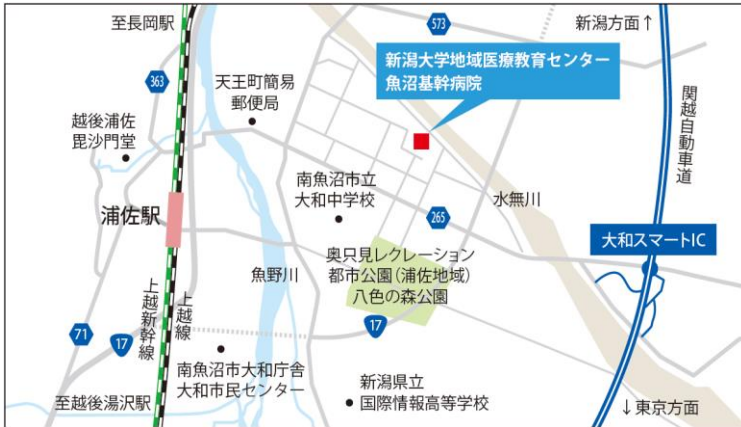 至長岡駅
573
新潟方面↑
新潟大学地域医療教育センター
魚沼基幹病院
363
天王町簡易
郵便局
関越自動車道
越後浦佐
毘沙門堂
南魚沼市立
大和中学校
水無川
265
浦佐駅
大和スマートIC
奥只見レクレーション
都市公園(浦佐地域)
八色の森公園
魚野川
上越新幹線
上越線
71
17
17
南魚沼市大和庁舎
大和市民センター
新潟県立
国際情報高等学校
至越後湯沢駅
↓東京方面